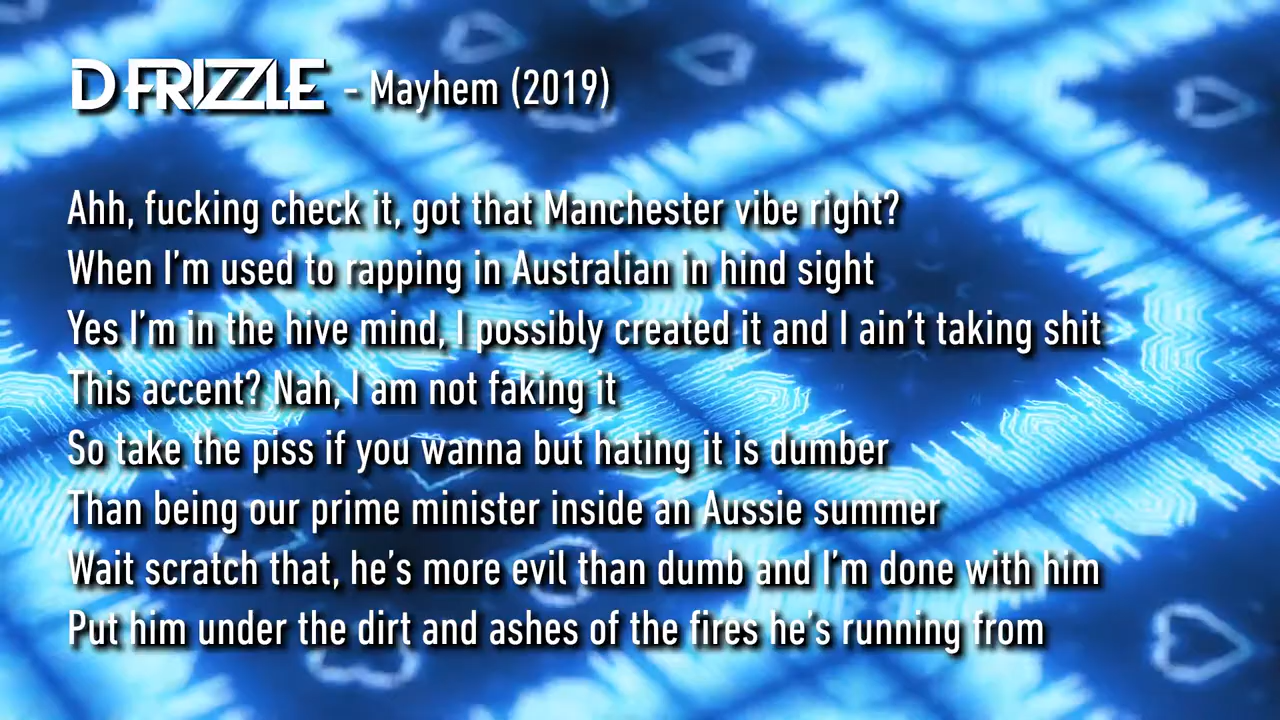 D FRIZZLE - Mayhem (2019)
Ahh, fucking check it, got that Manchester vibe right?
When I'm used to rapping in Australian in hind sight
Yes I'm in the hive mind, I possibly created it and I ain't taking shit
This accent? Nah, I am not faking it
So take the piss if you wanna but hating it is dumber
Than being our prime minister inside an Aussie summer
Wait scratch that, he's more evil than dumb and I'm done with him
Put him under the dirt and ashes of the fires he's running from